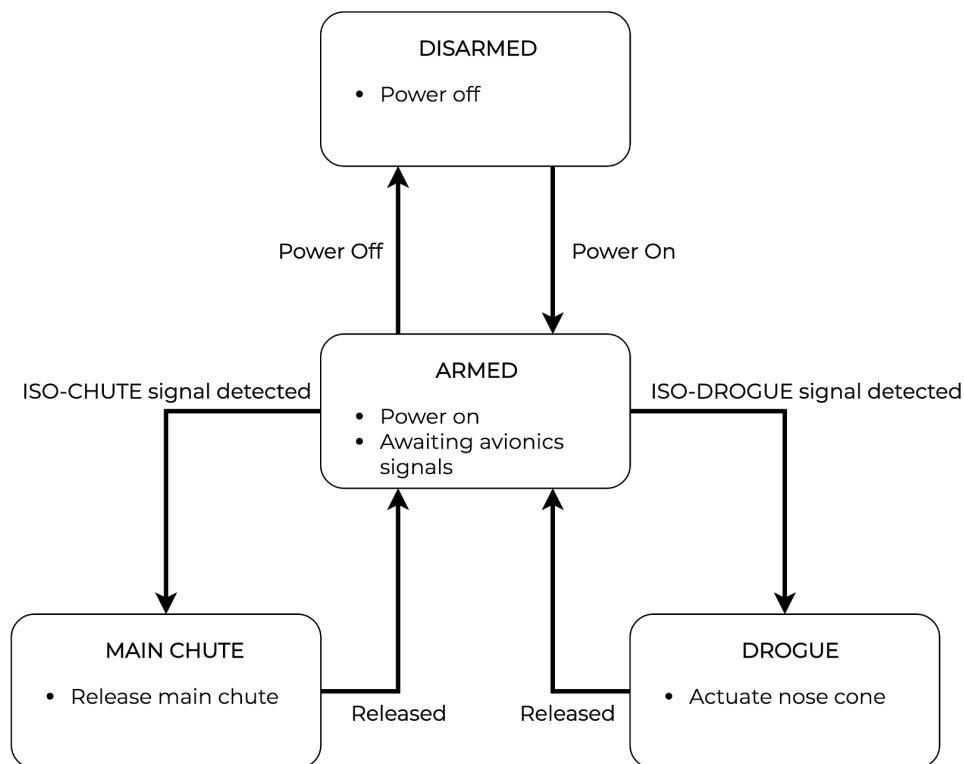 DISARMED
• Power off
Power Off
Power On
ARMED
• Power on
• Awaiting avionics
signals
ISO-CHUTE signal detected
ISO-DROGUE signal detected
MAIN CHUTE
• Release main chute
Released
Released
DROGUE
• Actuate nose cone